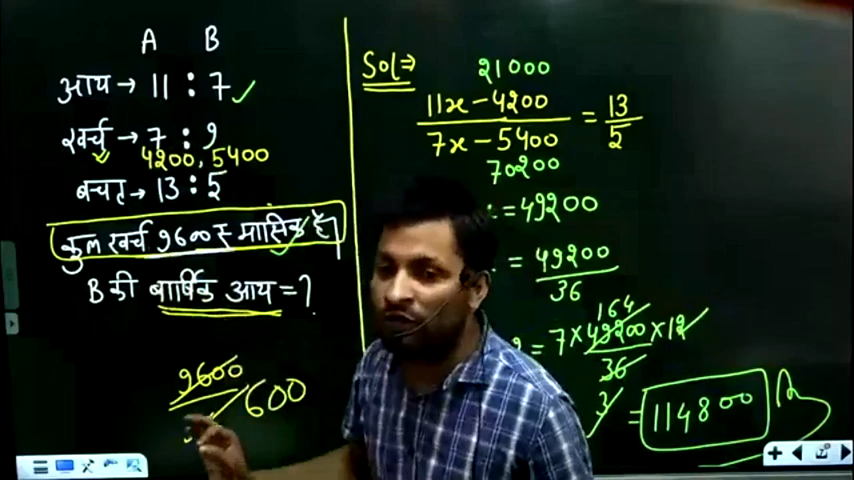 A B
आय → 11 : 7 ✓
खर्च → 7 : 9
4200, 5400
बचत → 13 : 5
कुल खर्च 9600 ₹ मासिक है।
B की वार्षिक आय = ?
9600
600
Sol ⇒
21000
11x - 4200
7x - 5400
= 13
5
70200
= 49200
= 49200
36
164
= 7 × 49200 × 12
36
3
= 114800